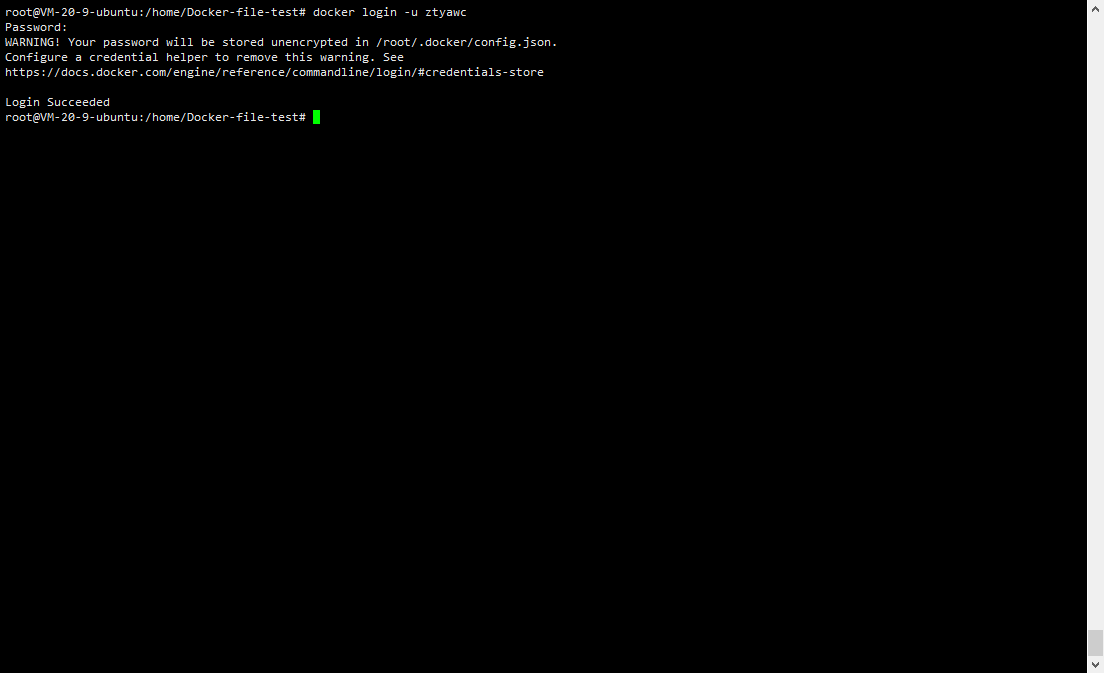 root@VM-20-9-ubuntu:/home/Docker-file-test# docker login -u ztyawc
Password:
WARNING! Your password will be stored unencrypted in /root/.docker/config.json.
Configure a credential helper to remove this warning. See
https://docs.docker.com/engine/reference/commandline/login/#credentials-store
Login Succeeded
root@VM-20-9-ubuntu:/home/Docker-file-test#